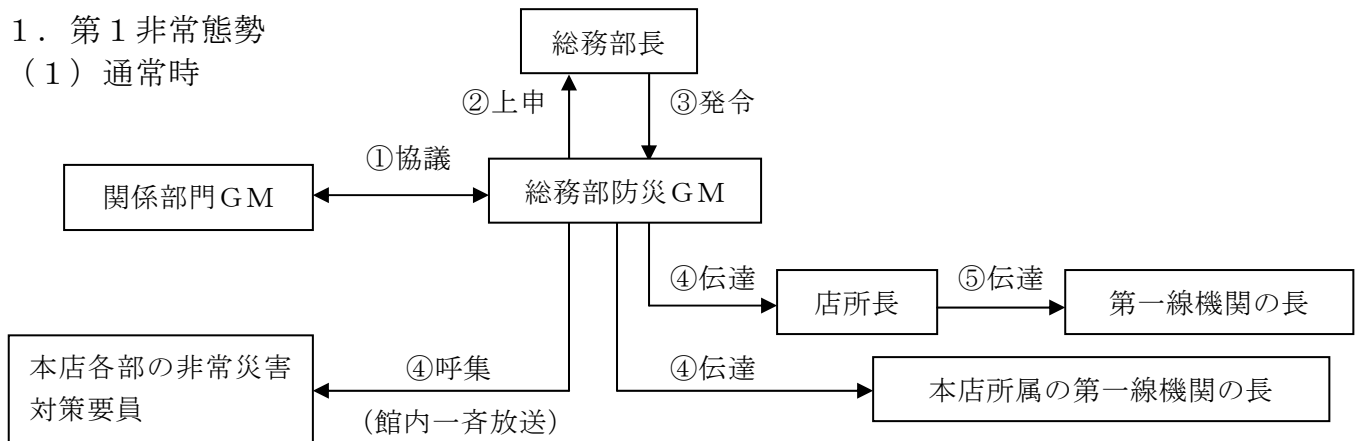 １．第１非常態勢
（１）通常時
総務部長
②上申
③発令
①協議
関係部門ＧＭ
総務部防災ＧＭ
④伝達
店所長
⑤伝達
第一線機関の長
本店各部の非常災害
対策要員
④呼集
（館内一斉放送）
④伝達
本店所属の第一線機関の長